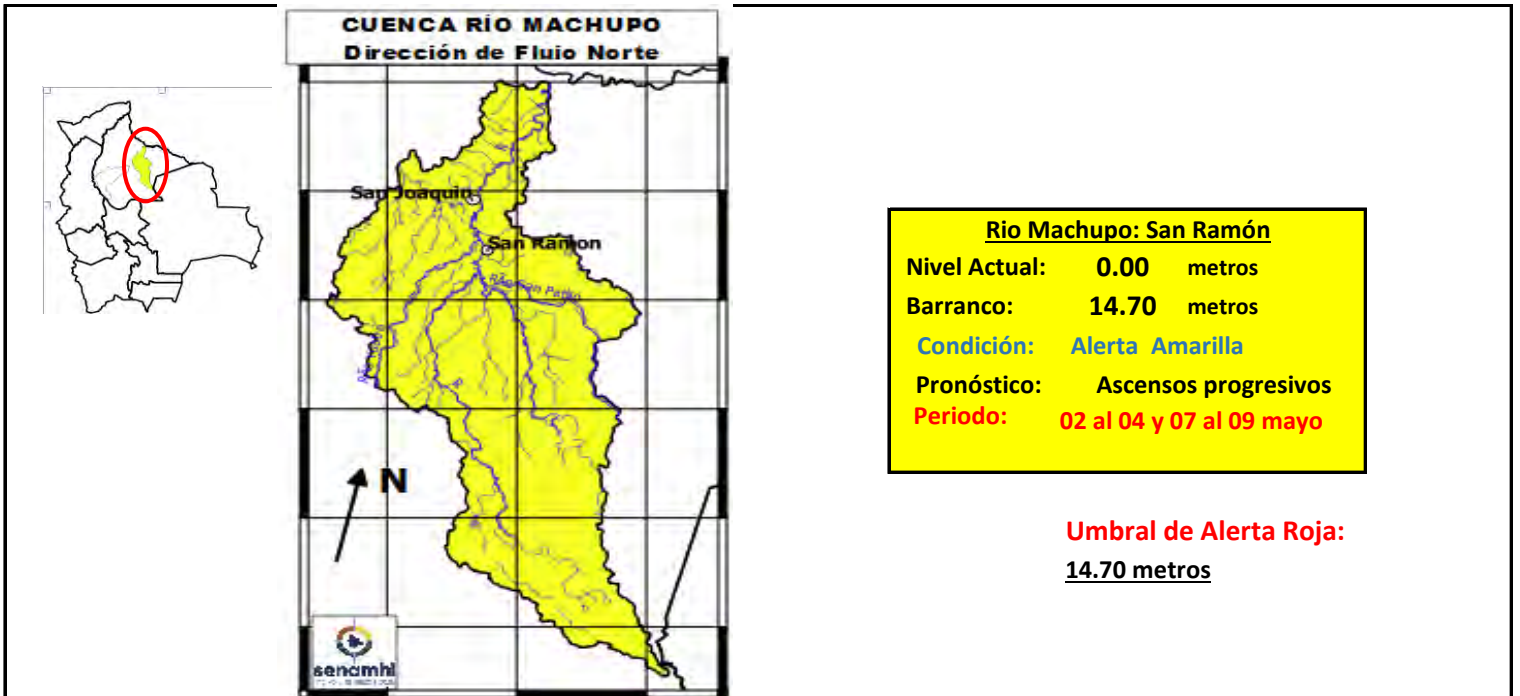 CUENCA RÍO MACHUPO
Dirección de Fluio Norte
San Joaquin
San Ramon
N
senamhi
Rio Machupo: San Ramón
Nivel Actual: 0.00 metros
Barranco: 14.70 metros
Condición: Alerta Amarilla
Pronóstico: Ascensos progresivos
Periodo: 02 al 04 y 07 al 09 mayo
Umbral de Alerta Roja:
14.70 metros